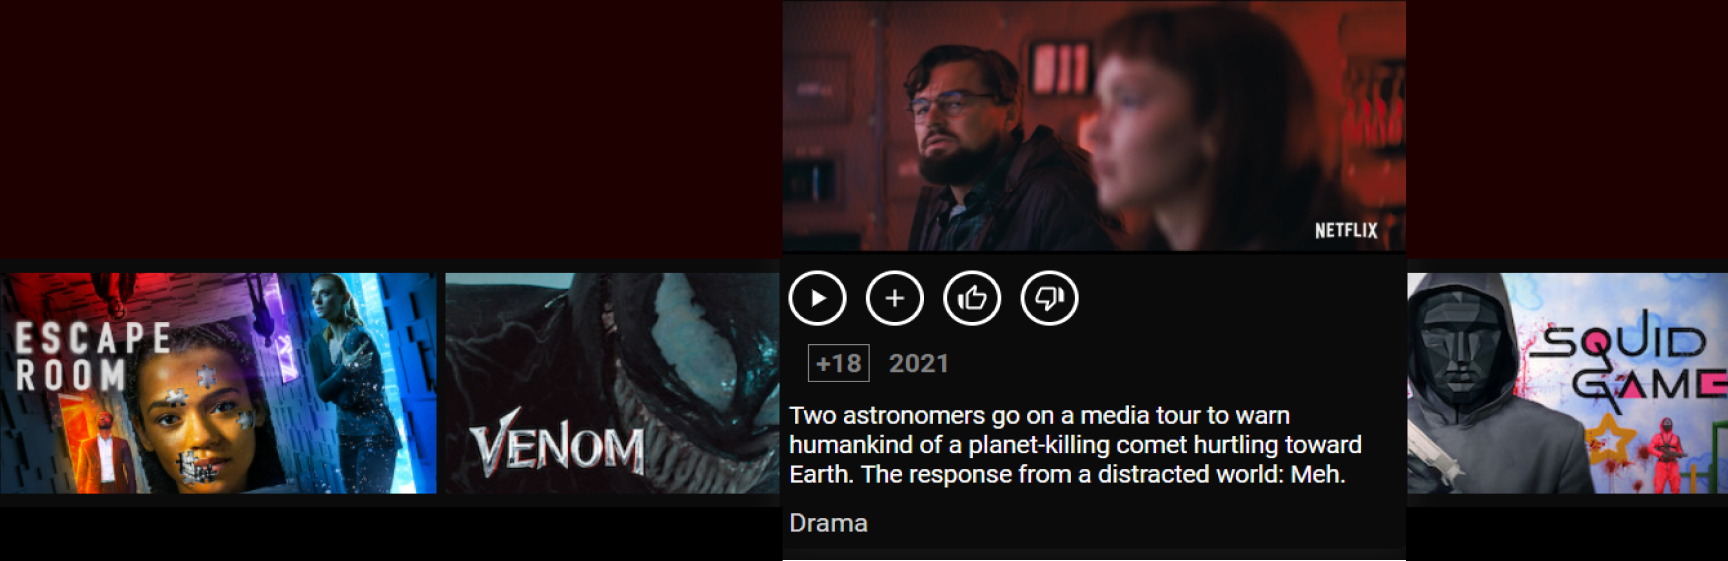 NETFLIX
ESCAPE
ROOM
VENOM
+18 2021
Two astronomers go on a media tour to warn
humankind of a planet-killing comet hurtling toward
Earth. The response from a distracted world: Meh.
Drama
SQUID
GAME